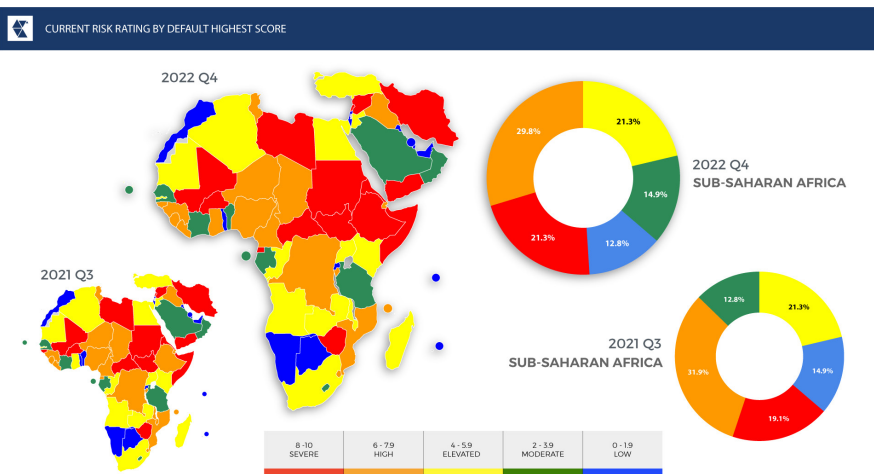 CURRENT RISK RATING BY DEFAULT HIGHEST SCORE
2022 Q4
29.8%
21.3%
14.9%
12.8%
21.3%
2022 Q4
SUB-SAHARAN AFRICA
2021 Q3
12.8%
21.3%
14.9%
19.1%
31.9%
2021 Q3
SUB-SAHARAN AFRICA
8 -10
SEVERE
6 - 7.9
HIGH
4 - 5.9
ELEVATED
2 - 3.9
MODERATE
0 - 1.9
LOW